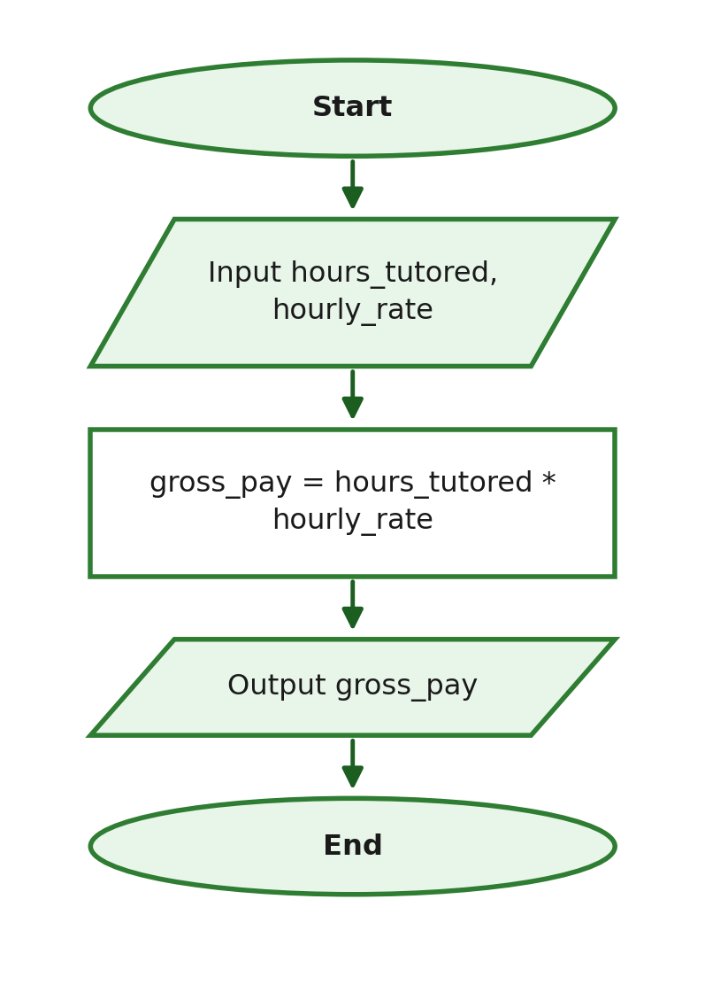 Start
Input hours_tutored,
hourly_rate
gross_pay = hours_tutored *
hourly_rate
Output gross_pay
End